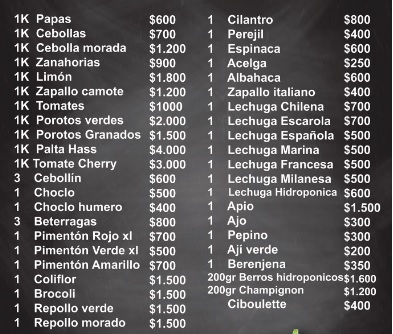 1K Papas $600
1K Cebollas $700
1K Cebolla morada $1.200
1K Zanahorias $900
1K Limón $1.800
1K Zapallo camote $1.200
1K Tomates $1000
1K Porotos verdes $2.000
1K Porotos Granados $1.500
1K Palta Hass $4.000
1K Tomate Cherry $3.000
3 Cebollín $600
1 Choclo $500
1 Choclo humero $400
3 Beterragas $800
1 Pimentón Rojo xl $700
1 Pimentón Verde xl $500
1 Pimentón Amarillo $700
1 Coliflor $1.500
1 Brocoli $1.500
1 Repollo verde $1.500
1 Repollo morado $1.500
1 Cilantro $800
1 Perejil $400
1 Espinaca $600
1 Acelga $250
1 Albahaca $600
1 Zapallo italiano $400
1 Lechuga Chilena $700
1 Lechuga Escarola $700
1 Lechuga Española $500
1 Lechuga Marina $500
1 Lechuga Francesa $500
1 Lechuga Milanesa $500
1 Lechuga Hidroponica $600
1 Apio $1.500
1 Ajo $300
1 Pepino $300
1 Ají verde $200
1 Berenjena $350
200gr Berros hidroponicos $1.600
200gr Champignon $1.200
Ciboulette $400